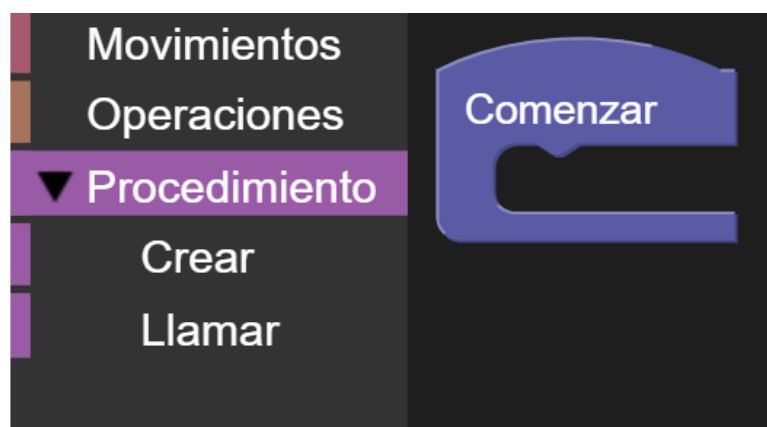 Movimientos
Operaciones
Procedimiento
Crear
Llamar
Comenzar